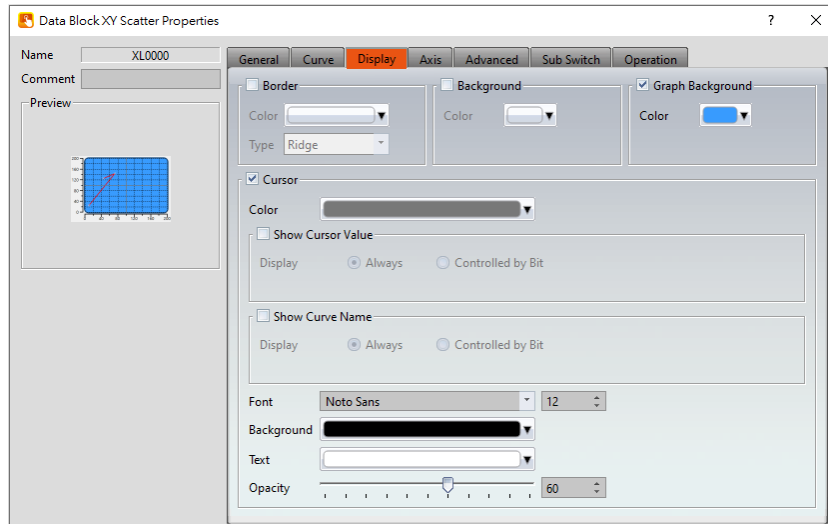 Data Block XY Scatter Properties
? ×
Name XL0000
Comment
Preview
General Curve Display Axis Advanced Sub Switch Operation
Border
Color
Type Ridge
Background
Color
Graph Background
Color
Cursor
Color
Show Cursor Value
Display Always Controlled by Bit
Show Curve Name
Display Always Controlled by Bit
Font Noto Sans 12
Background
Text
Opacity 60